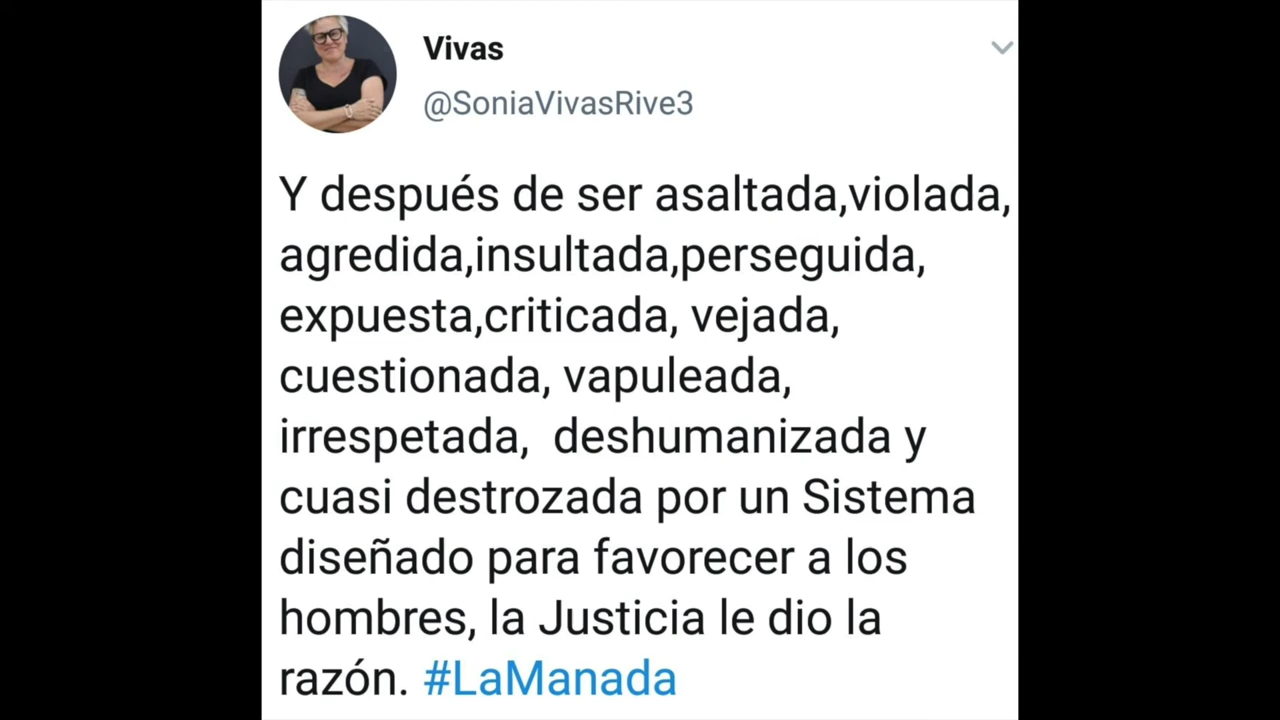 Vivas
@SoniaVivasRive3
Y después de ser asaltada,violada,
agredida,insultada,perseguida,
expuesta,criticada, vejada,
cuestionada, vapuleada,
irrespetada,  deshumanizada y
cuasi destrozada por un Sistema
diseñado para favorecer a los
hombres, la Justicia le dio la
razón. #LaManada